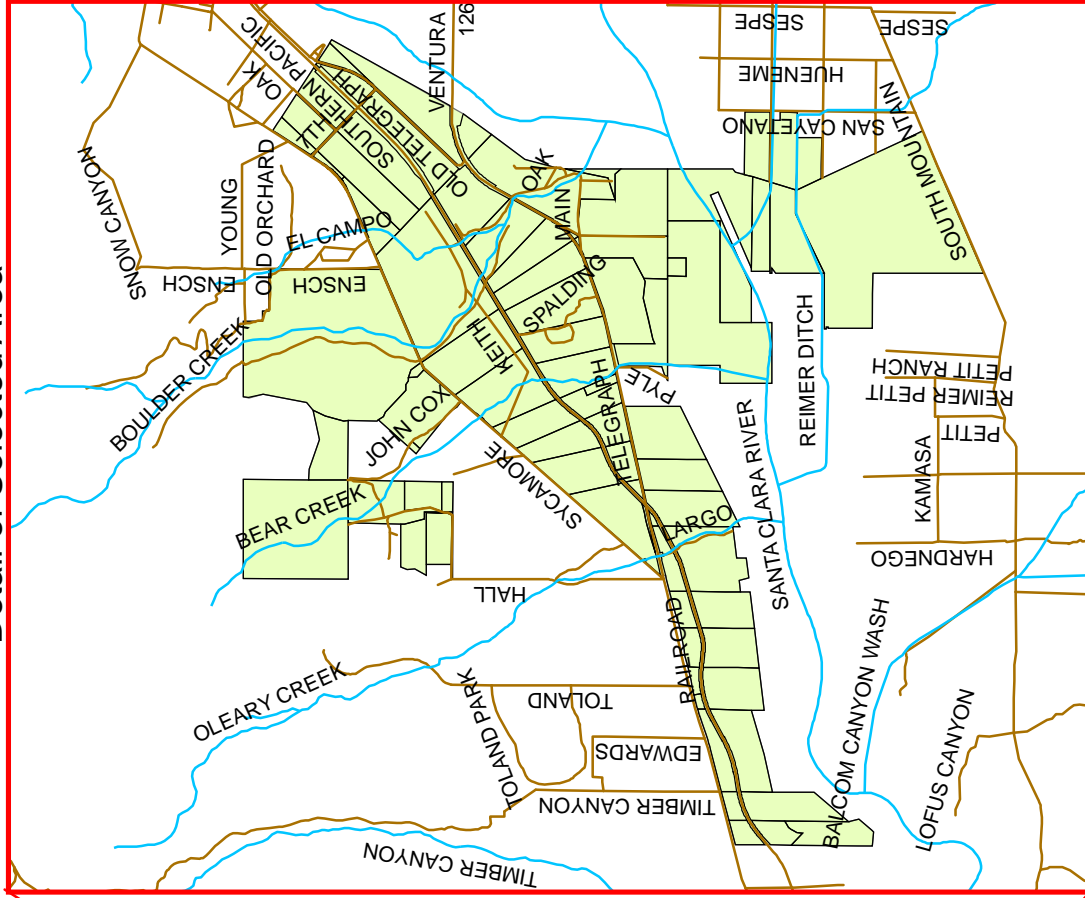 PACIFIC
SOUTHERN
OAK
TELEGRAPH
OLD TELEGRAPH
VENTURA
126
SESPE
SESPE
HUENEME
SAN CAYETANO
SOUTH MOUNTAIN
SNOW CANYON
YOUNG
OLD ORCHARD
EL CAMPO
ENSCH
ENSCH
OAK
MAIN
BOULDER CREEK
KEITH
SPALDING
JOHN COX
TELEGRAPH
PYLE
REIMER DITCH
PETIT RANCH
REIMER PETIT
PETIT
KAMASA
HARDNEGO
SYCAMORE
BEAR CREEK
LARGO
SANTA CLARA RIVER
HALL
RAILROAD
OLEARY CREEK
TOLAND PARK
TOLAND
EDWARDS
TIMBER CANYON
TIMBER CANYON
BALCOM CANYON WASH
LOFUS CANYON